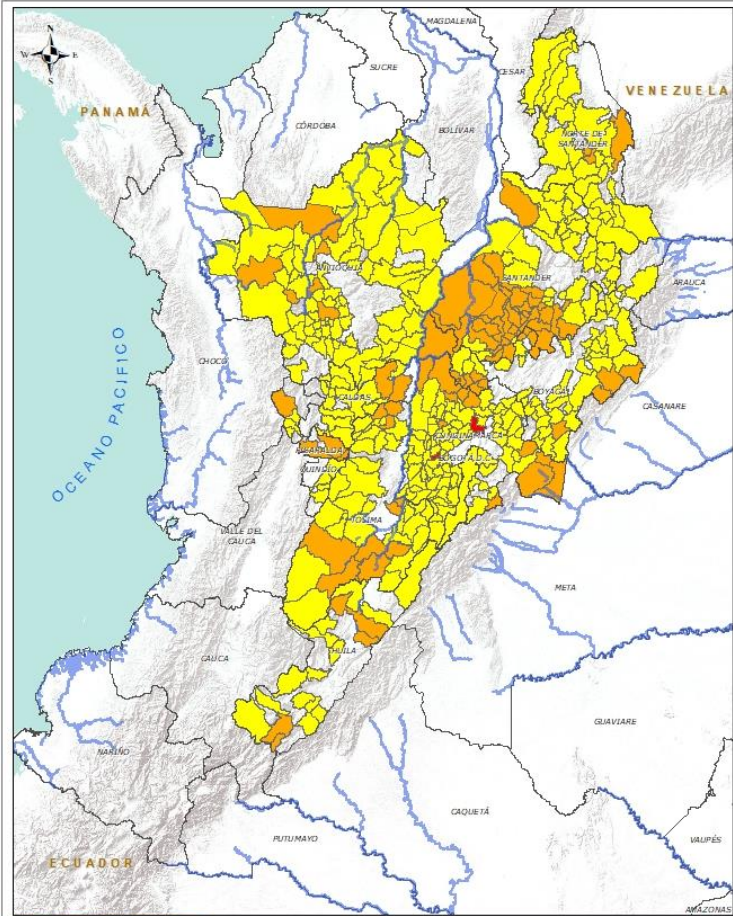 N
W
E
S
MAGDALENA
SUCRE
CESAR
VENEZUELA
PANAMÁ
CÓRDOBA
BOLÍVAR
NORTE DE
SANTANDER
ANTIOQUIA
SANTANDER
ARAUCA
CHOCÓ
OCEANO PACIFICO
CALDAS
BOYACÁ
CASANARE
CUNDINAMARCA
RISARALDA
BOGOTÁ, D.C.
QUINDÍO
TOLIMA
VALLE DEL
CAUCA
META
CAUCA
HUILA
GUAVIARE
NARIÑO
CAQUETÁ
PUTUMAYO
VAUPÉS
ECUADOR
AMAZONAS